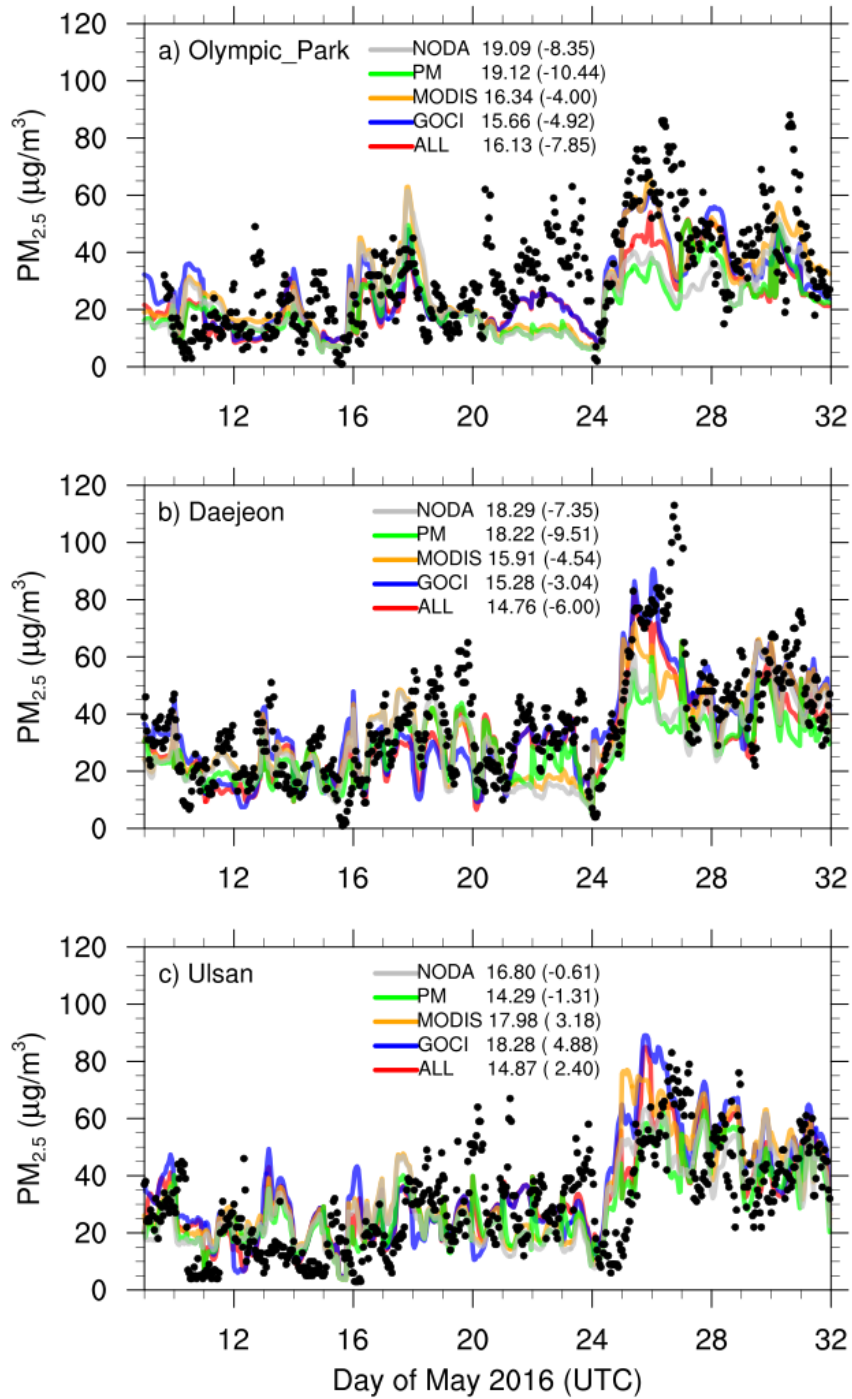 a) Olympic_Park
NODA 19.09 (-8.35)
PM 19.12 (-10.44)
MODIS 16.34 (-4.00)
GOCI 15.66 (-4.92)
ALL 16.13 (-7.85)
PM2.5 (μg/m³)
120
100
80
60
40
20
0
12 16 20 24 28 32
b) Daejeon
NODA 18.29 (-7.35)
PM 18.22 (-9.51)
MODIS 15.91 (-4.54)
GOCI 15.28 (-3.04)
ALL 14.76 (-6.00)
PM2.5 (μg/m³)
120
100
80
60
40
20
0
12 16 20 24 28 32
c) Ulsan
NODA 16.80 (-0.61)
PM 14.29 (-1.31)
MODIS 17.98 ( 3.18)
GOCI 18.28 ( 4.88)
ALL 14.87 ( 2.40)
PM2.5 (μg/m³)
120
100
80
60
40
20
0
12 16 20 24 28 32
Day of May 2016 (UTC)